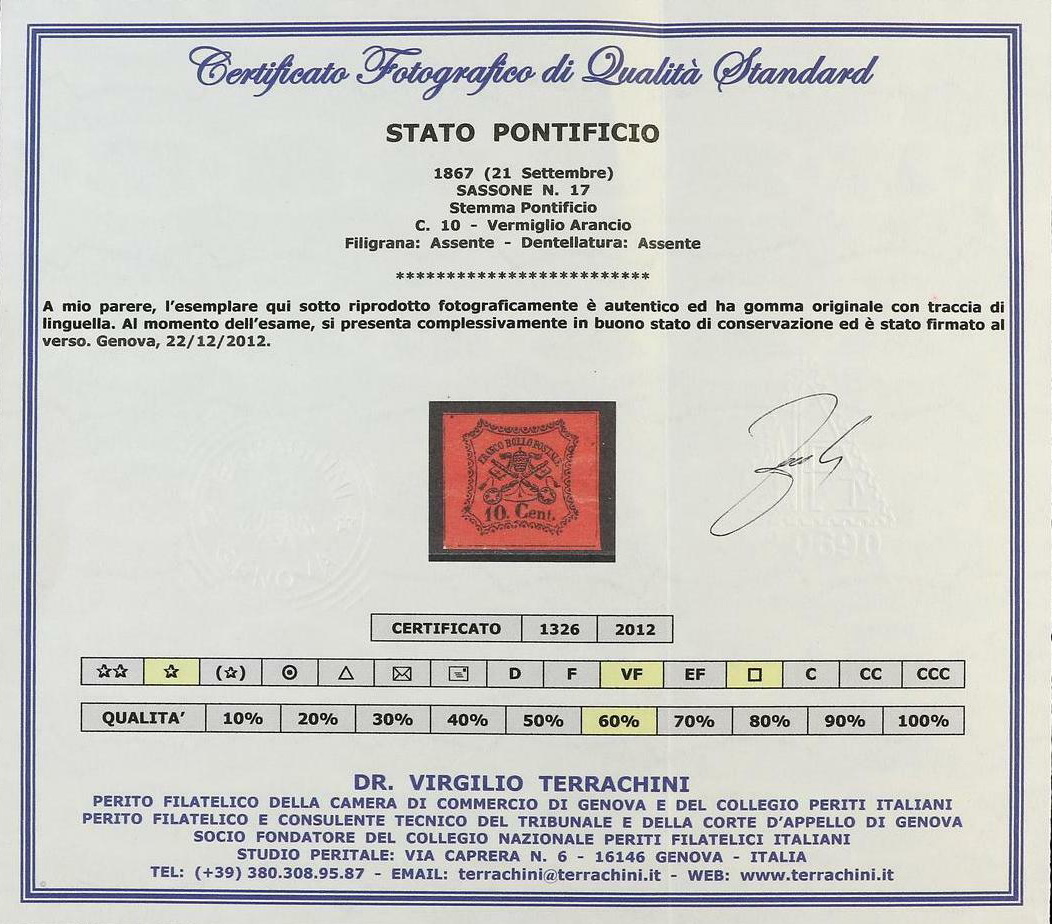 Certificato Fotografico di Qualità Standard
STATO PONTIFICIO
1867 (21 Settembre)
SASSONE N. 17
Stemma Pontificio
C. 10 - Vermiglio Arancio
Filigrana: Assente - Dentellatura: Assente
*************************
A mio parere, l'esemplare qui sotto riprodotto fotograficamente è autentico ed ha gomma originale con traccia di
linguella. Al momento dell'esame, si presenta complessivamente in buono stato di conservazione ed è stato firmato al
verso. Genova, 22/12/2012.
FRANCO BOLLO POSTALE
10. Cent.
GENOVA
0890
CERTIFICATO 1326 2012
☆☆ ☆ (☆) ⊙ △ ✉ D F VF EF □ C CC CCC
QUALITA' 10% 20% 30% 40% 50% 60% 70% 80% 90% 100%
DR. VIRGILIO TERRACHINI
PERITO FILATELICO DELLA CAMERA DI COMMERCIO DI GENOVA E DEL COLLEGIO PERITI ITALIANI
PERITO FILATELICO E CONSULENTE TECNICO DEL TRIBUNALE E DELLA CORTE D'APPELLO DI GENOVA
SOCIO FONDATORE DEL COLLEGIO NAZIONALE PERITI FILATELICI ITALIANI
STUDIO PERITALE: VIA CAPRERA N. 6 - 16146 GENOVA - ITALIA
TEL: (+39) 380.308.95.87 - EMAIL: terrachini@terrachini.it - WEB: www.terrachini.it